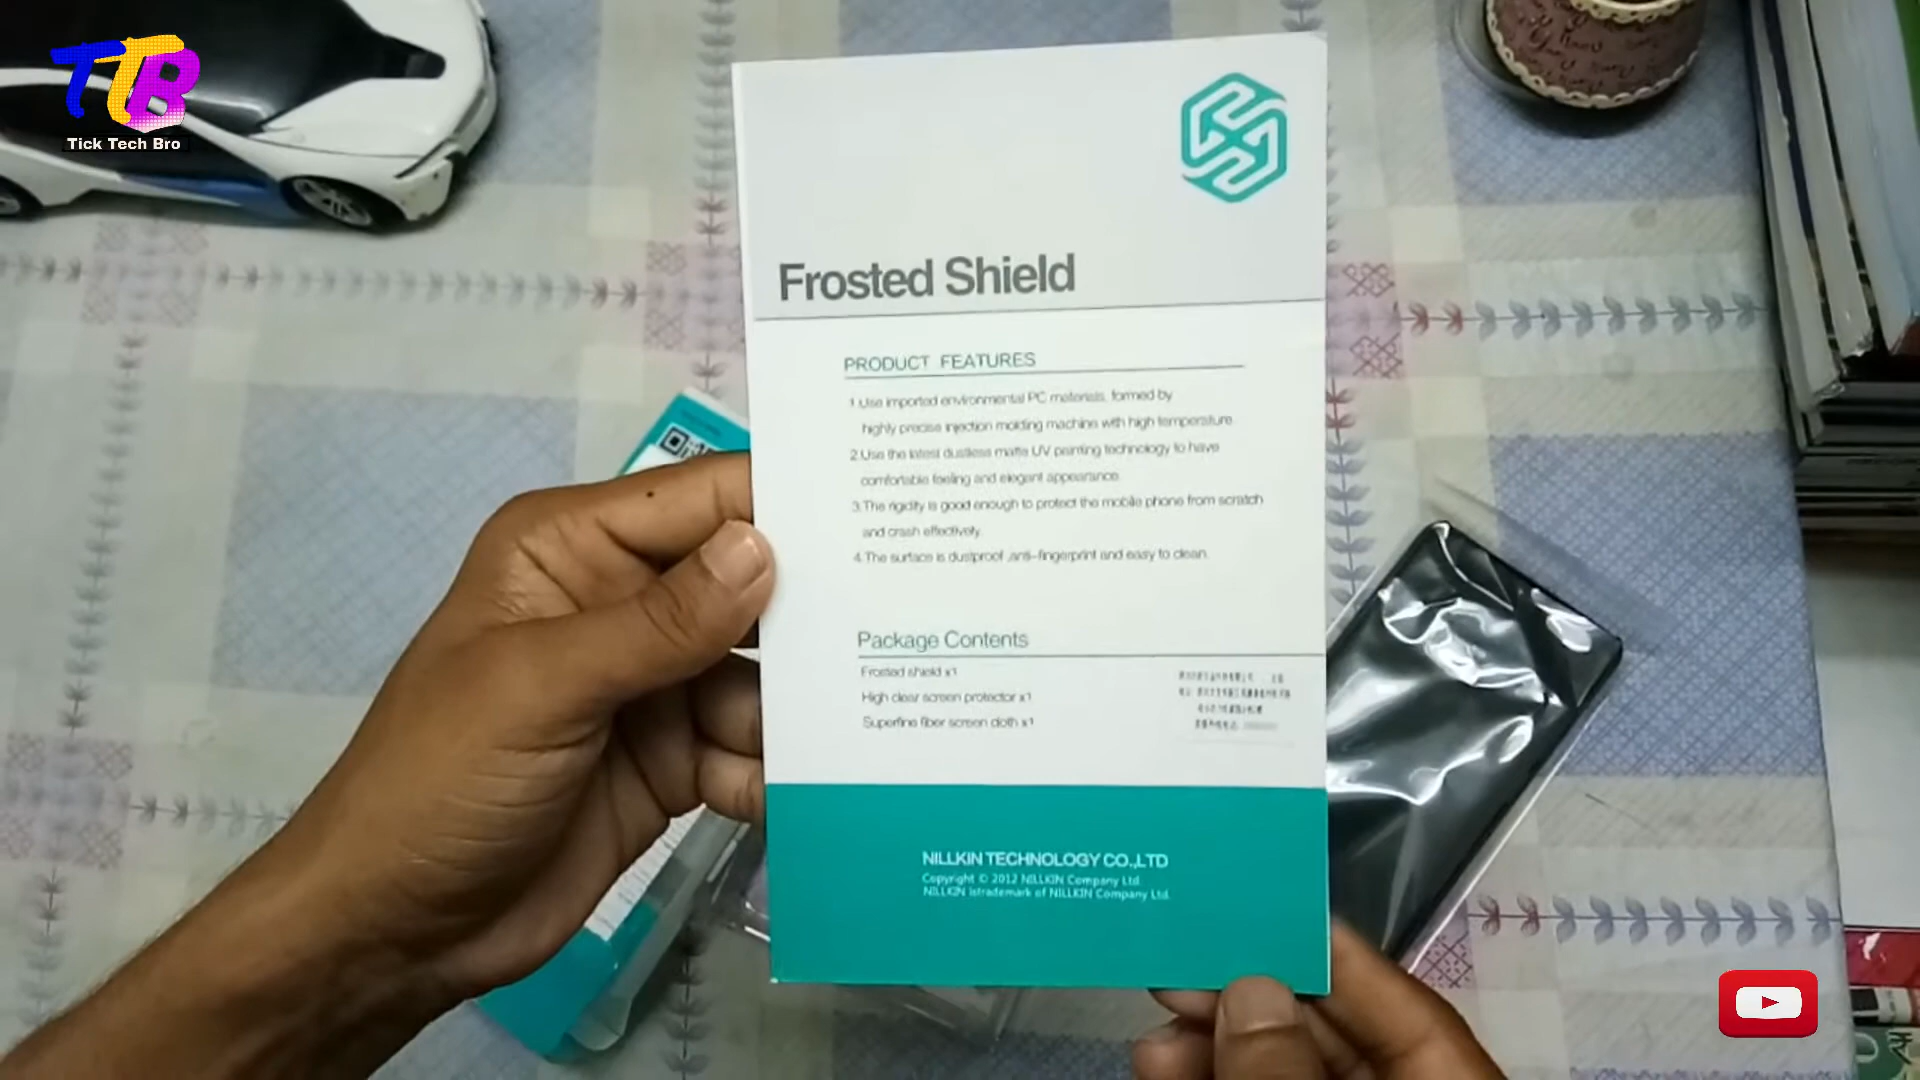 TTB
Tick Tech Bro
Frosted Shield
PRODUCT FEATURES
1.Use imported environmental PC materials, formed by
highly precise injection molding machine with high temperature.
2.Use the latest dustless matte UV painting technology to have
comfortable feeling and elegant appearance.
3.The rigidity is good enough to protect the mobile phone from scratch
and crash effectively.
4.The surface is dustproof ,anti-fingerprint and easy to clean.
Package Contents
Frosted shield x1
High clear screen protector x1
Superfine fiber screen cloth x1
NILLKIN TECHNOLOGY CO.,LTD
Copyright © 2012 NILLKIN Company Ltd.
NILLKIN istrademark of NILLKIN Company Ltd.